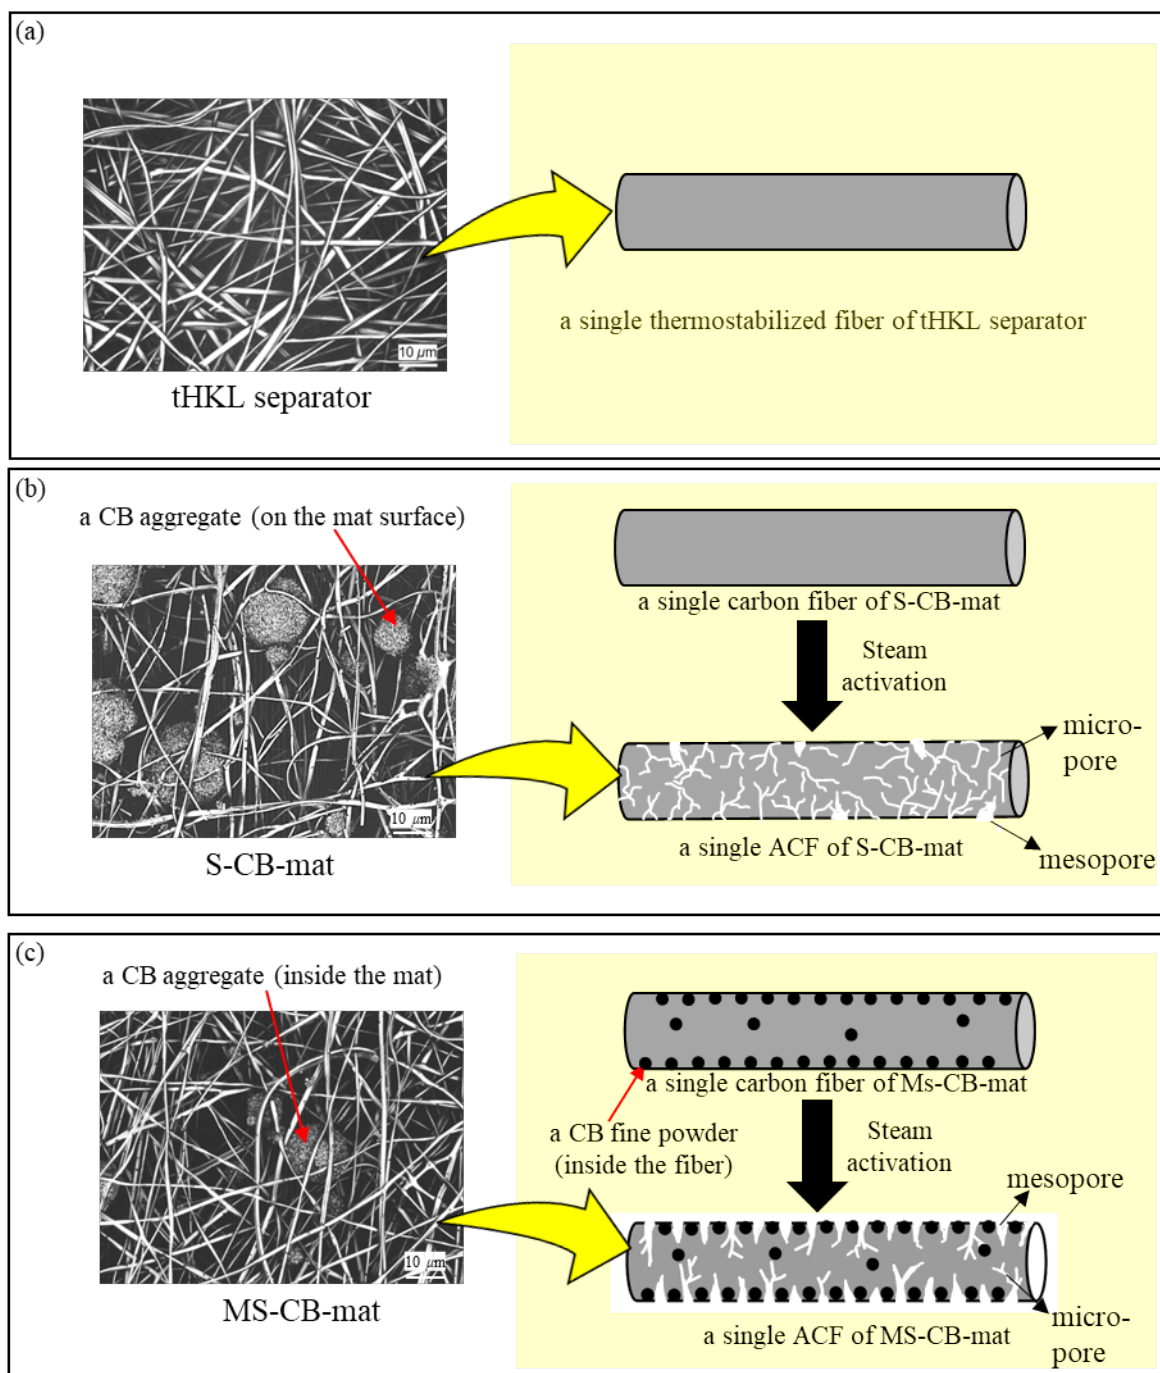 (a)
10 μm
tHKL separator
a single thermostabilized fiber of tHKL separator
(b)
a CB aggregate (on the mat surface)
10 μm
S-CB-mat
a single carbon fiber of S-CB-mat
Steam
activation
micro-
pore
a single ACF of S-CB-mat
mesopore
(c)
a CB aggregate (inside the mat)
10 μm
MS-CB-mat
a single carbon fiber of Ms-CB-mat
a CB fine powder
(inside the fiber)
Steam
activation
mesopore
a single ACF of MS-CB-mat
micro-
pore